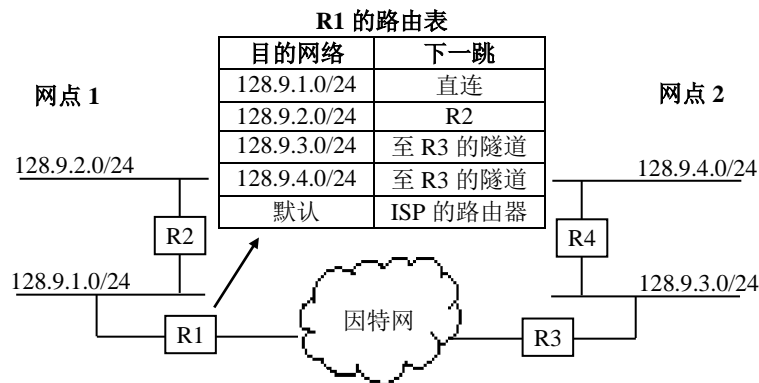 R1 的路由表
目的网络 下一跳
128.9.1.0/24 直连
128.9.2.0/24 R2
128.9.3.0/24 至 R3 的隧道
128.9.4.0/24 至 R3 的隧道
默认 ISP 的路由器
网点 1
网点 2
128.9.2.0/24
128.9.4.0/24
R2
R4
128.9.1.0/24
128.9.3.0/24
R1
因特网
R3